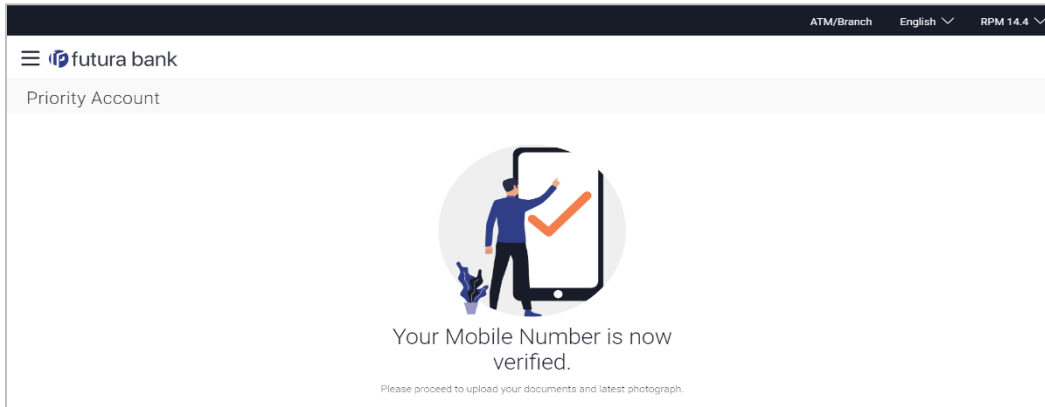 ATM/Branch English RPM 14.4
futura bank
Priority Account
Your Mobile Number is now
verified.
Please proceed to upload your documents and latest photograph.